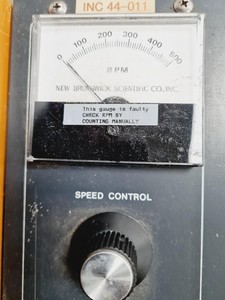 INC 44-011
0 100 200 300 400 500
RPM
NEW BRUNSWICK SCIENTIFIC CO., INC.
This gauge is faulty
CHECK RPM BY
COUNTING MANUALLY
SPEED CONTROL